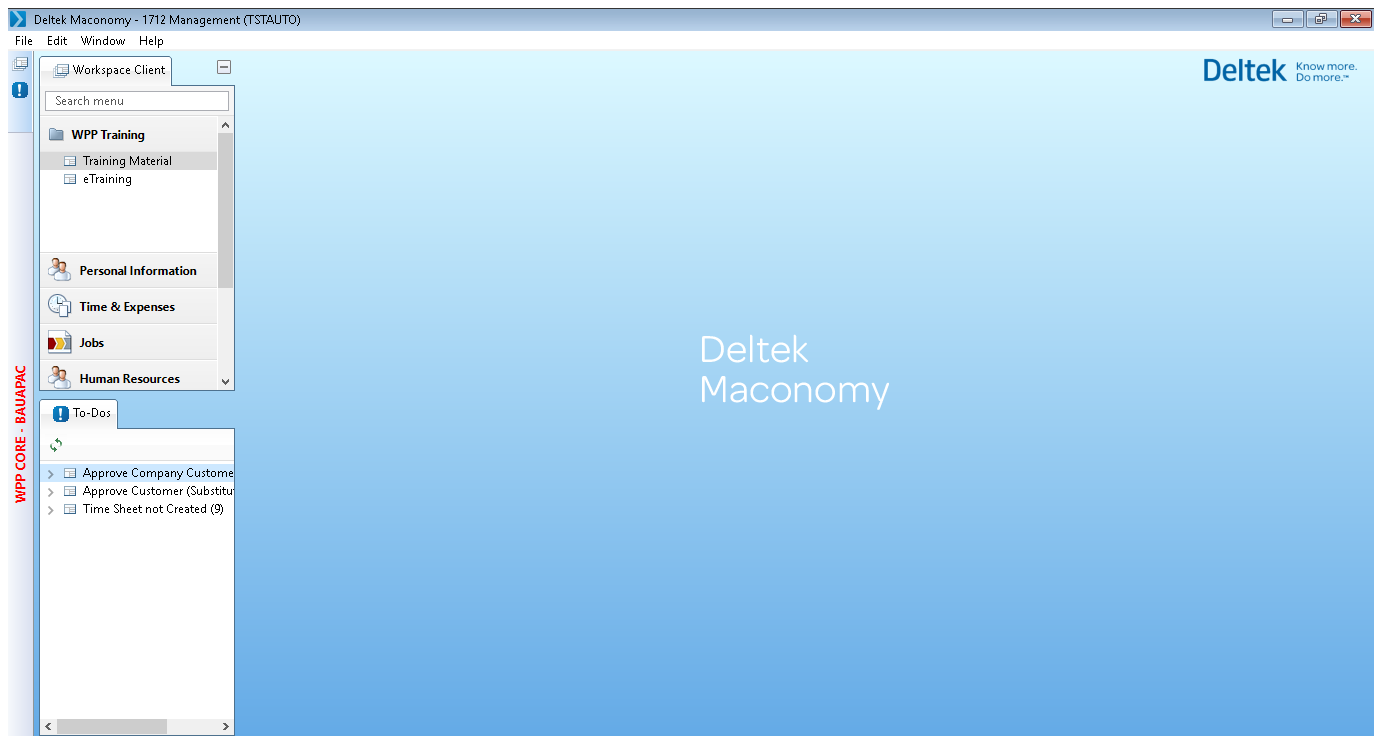 Deltek Maconomy - 1712 Management (TSTAUTO)
File Edit Window Help
Workspace Client
Search menu
WPP Training
Training Material
eTraining
Personal Information
Time & Expenses
Jobs
Human Resources
To-Dos
Approve Company Custome
Approve Customer (Substitu
Time Sheet not Created (9)
WPP CORE - BAUAPAC
Deltek Know more.
Do more.™
Deltek
Maconomy